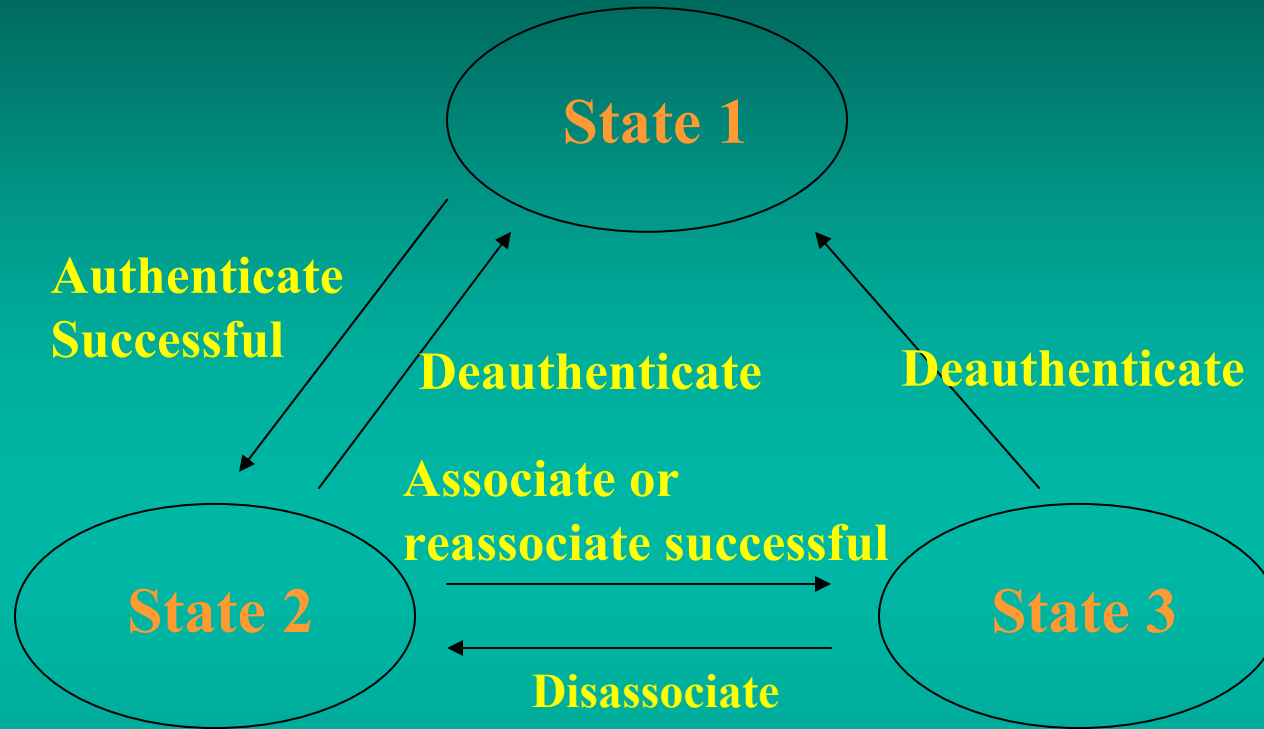 State 1
Authenticate
Successful
Deauthenticate
Deauthenticate
Associate or
reassociate successful
State 2
State 3
Disassociate